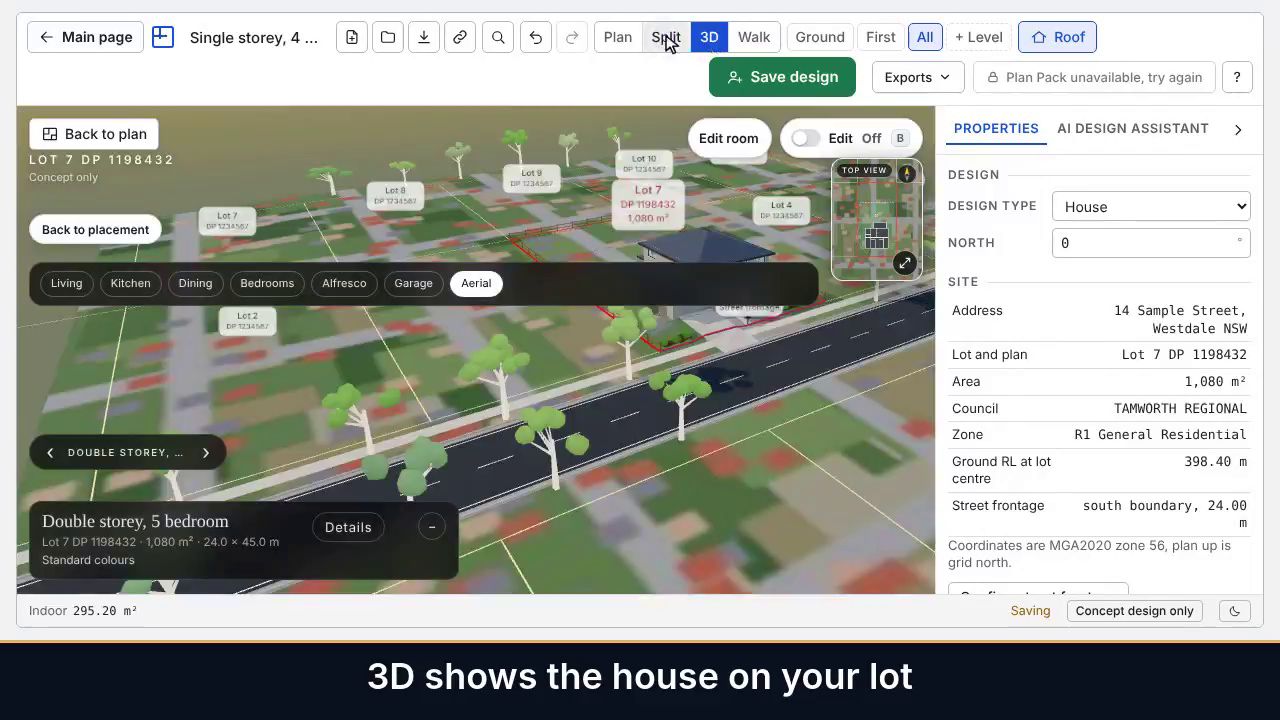 Main page
Single storey, 4 ...
Plan
Split
3D
Walk
Ground
First
All
+ Level
Roof
Save design
Exports
Plan Pack unavailable, try again
?
Back to plan
LOT 7 DP 1198432
Concept only
Back to placement
Edit room
Edit Off B
TOP VIEW
Lot 10
DP 1234567
Lot 9
DP 1234567
Lot 8
DP 1234567
Lot 7
DP 1198432
1,080 m²
Lot 4
DP 1234567
Lot 7
DP 1234567
Living
Kitchen
Dining
Bedrooms
Alfresco
Garage
Aerial
Street frontage
Lot 2
DP 1234567
DOUBLE STOREY, ...
Double storey, 5 bedroom
Lot 7 DP 1198432 · 1,080 m² · 24.0 × 45.0 m
Standard colours
Details
−
PROPERTIES
AI DESIGN ASSISTANT
DESIGN
DESIGN TYPE House
NORTH 0 °
SITE
Address 14 Sample Street, Westdale NSW
Lot and plan Lot 7 DP 1198432
Area 1,080 m²
Council TAMWORTH REGIONAL
Zone R1 General Residential
Ground RL at lot centre 398.40 m
Street frontage south boundary, 24.00 m
Coordinates are MGA2020 zone 56, plan up is
grid north.
Indoor 295.20 m²
Saving
Concept design only
3D shows the house on your lot